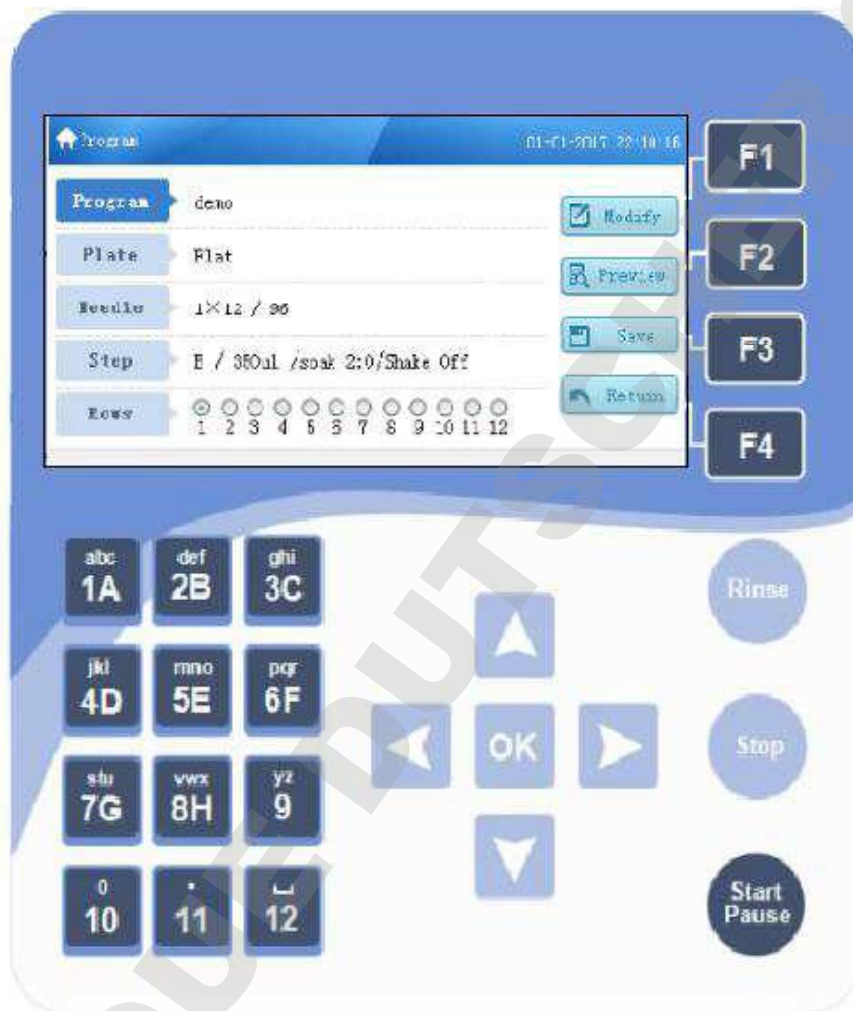 Program 01-01-2017 22:10:16
F1
Program demo
Modify
Plate Flat
F2
Preview
Needle 1×12 / 96
Save
F3
Step B / 350ul /soak 2:0/Shake Off
Return
Rows
1 2 3 4 5 6 7 8 9 10 11 12
F4
abc def ghi
1A 2B 3C
Rinse
jkl mno pqr
4D 5E 6F
OK
Stop
stu vwx yz
7G 8H 9
0 . ⎵
10 11 12
Start
Pause
DUTSCHER